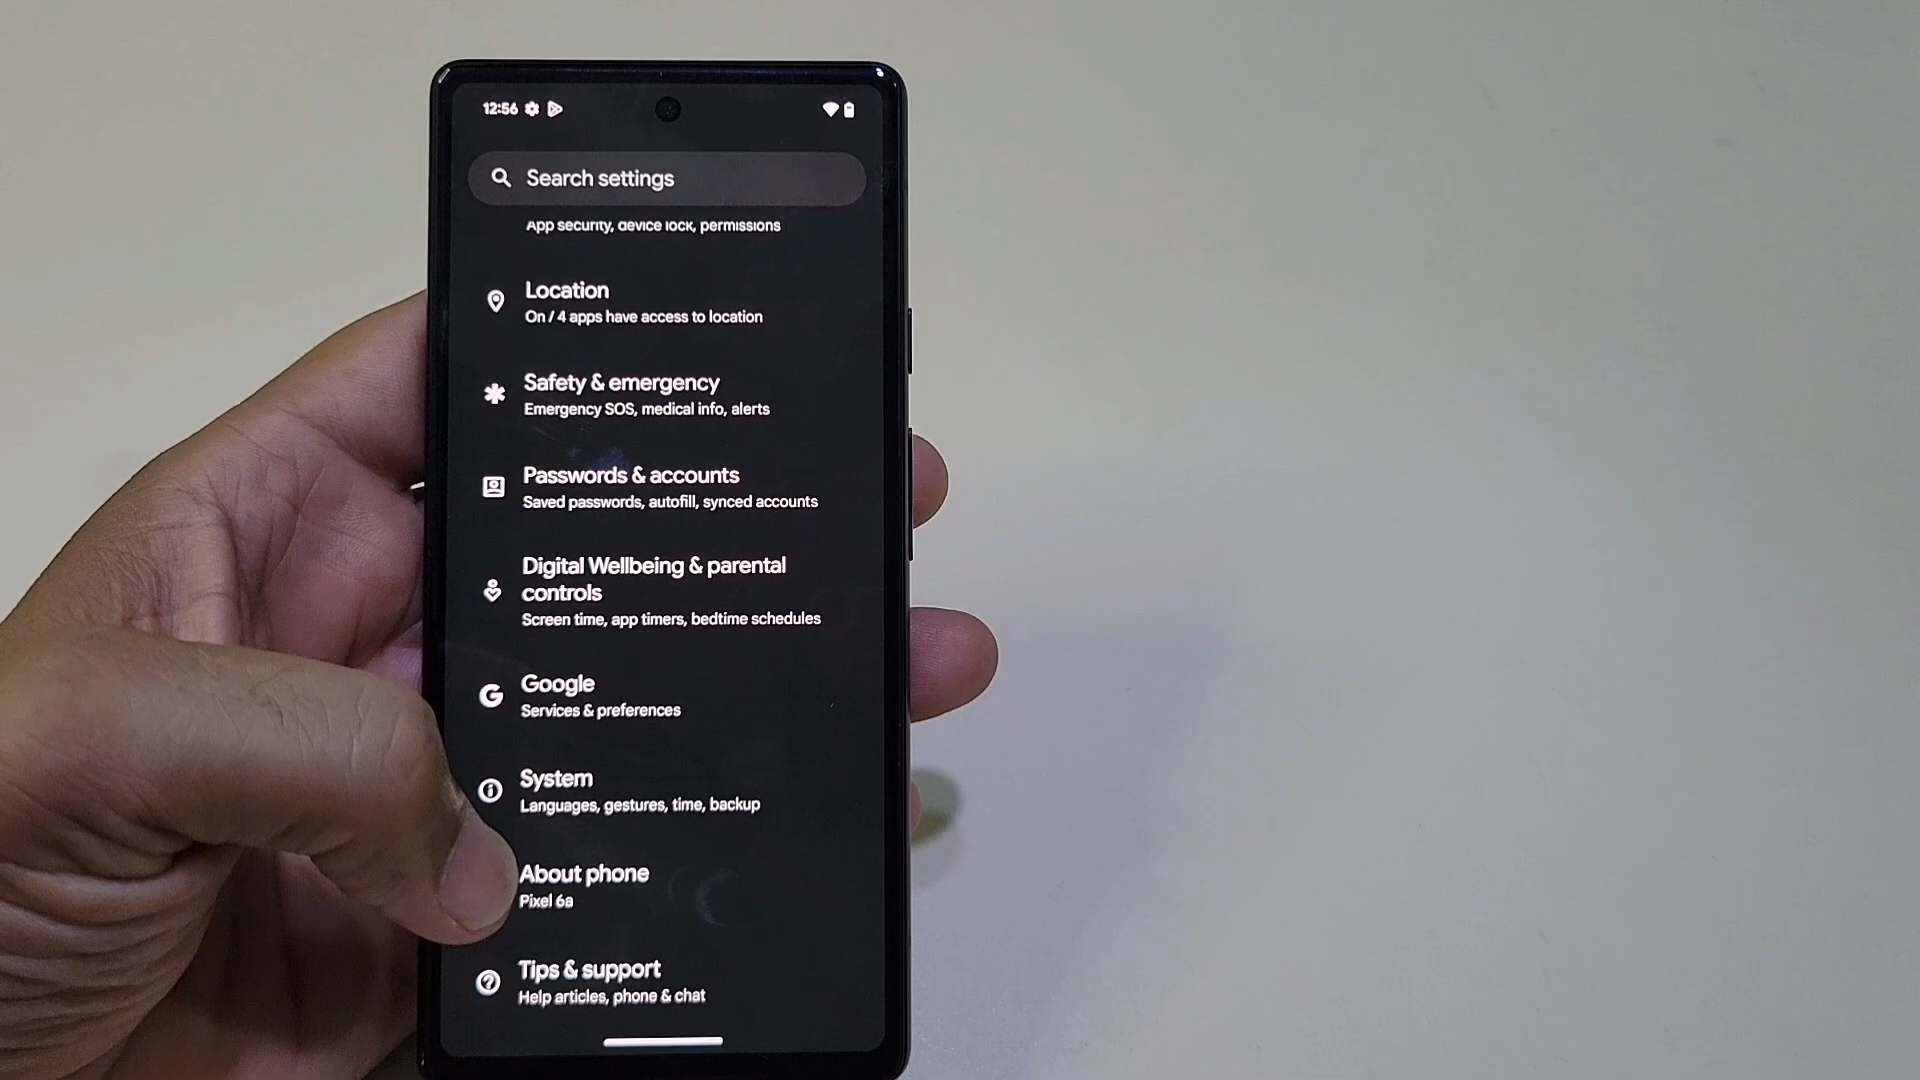 12:56
Search settings
App security, device lock, permissions
Location
On / 4 apps have access to location
Safety & emergency
Emergency SOS, medical info, alerts
Passwords & accounts
Saved passwords, autofill, synced accounts
Digital Wellbeing & parental
controls
Screen time, app timers, bedtime schedules
Google
Services & preferences
System
Languages, gestures, time, backup
About phone
Pixel 6a
Tips & support
Help articles, phone & chat